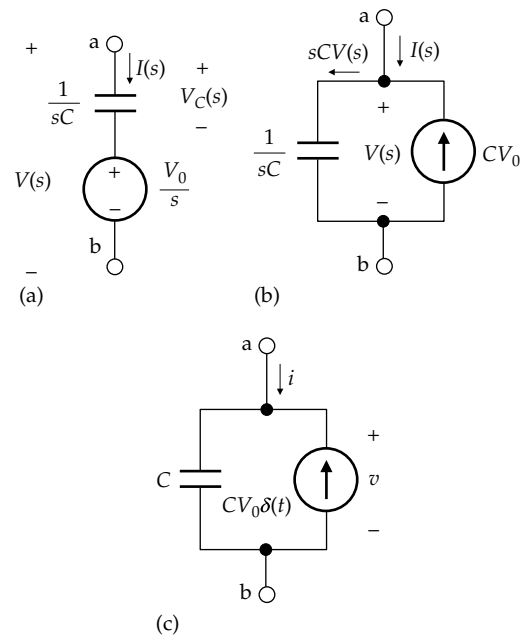 a
+
I(s)
+
1/sC
V_C(s)
−
V(s)
+
−
V_0/s
b
−
(a)
a
sCV(s)
I(s)
+
1/sC
V(s)
CV_0
−
b
(b)
a
i
+
C
CV_0δ(t)
v
−
b
(c)